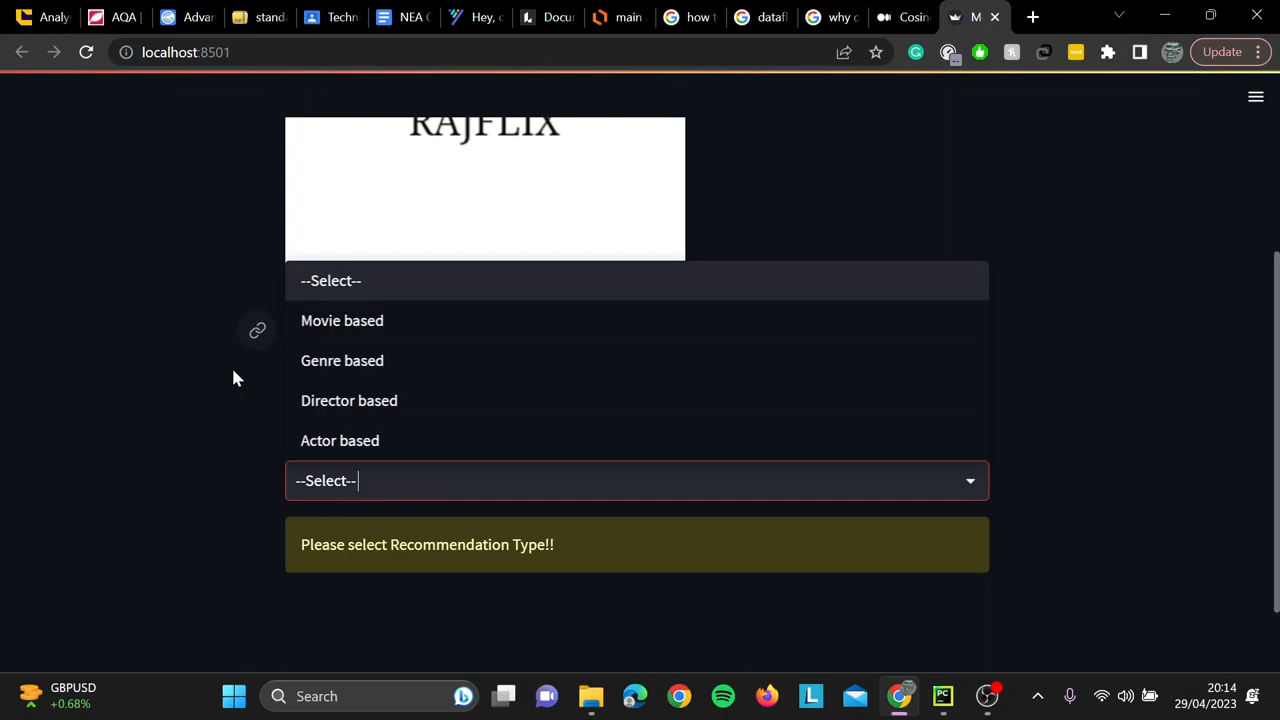 Analy
AQA |
Advar
stand
Techn
NEA C
Hey, c
Docur
main
how t
datafl
why c
Cosin
M
localhost:8501
Update
RAJFLIX
--Select--
Movie based
Genre based
Director based
Actor based
--Select--
Please select Recommendation Type!!
GBPUSD
+0.68%
Search
20:14
29/04/2023